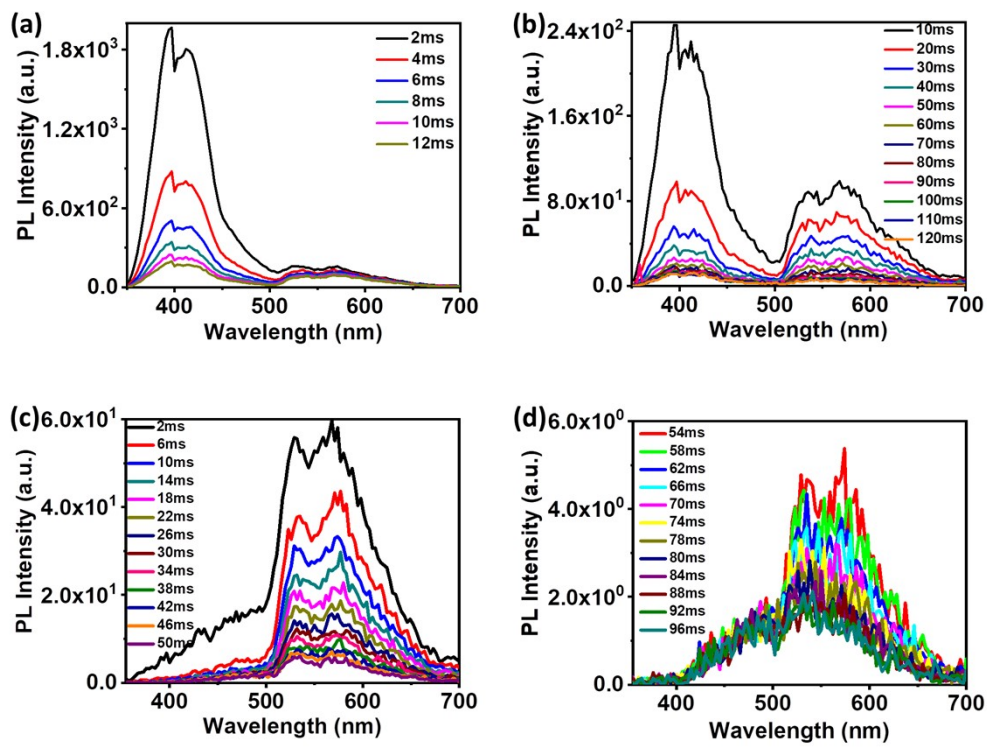 (a)
PL Intensity (a.u.)
1.8x10³
1.2x10³
6.0x10²
0.0
400 500 600 700
Wavelength (nm)
2ms
4ms
6ms
8ms
10ms
12ms
(b)
PL Intensity (a.u.)
2.4x10²
1.6x10²
8.0x10¹
0.0
400 500 600 700
Wavelength (nm)
10ms
20ms
30ms
40ms
50ms
60ms
70ms
80ms
90ms
100ms
110ms
120ms
(c)
PL Intensity (a.u.)
6.0x10¹
4.0x10¹
2.0x10¹
0.0
400 500 600 700
Wavelength (nm)
2ms
6ms
10ms
14ms
18ms
22ms
26ms
30ms
34ms
38ms
42ms
46ms
50ms
(d)
PL Intensity (a.u.)
6.0x10⁰
4.0x10⁰
2.0x10⁰
0.0
400 500 600 700
Wavelength (nm)
54ms
58ms
62ms
66ms
70ms
74ms
78ms
80ms
84ms
88ms
92ms
96ms